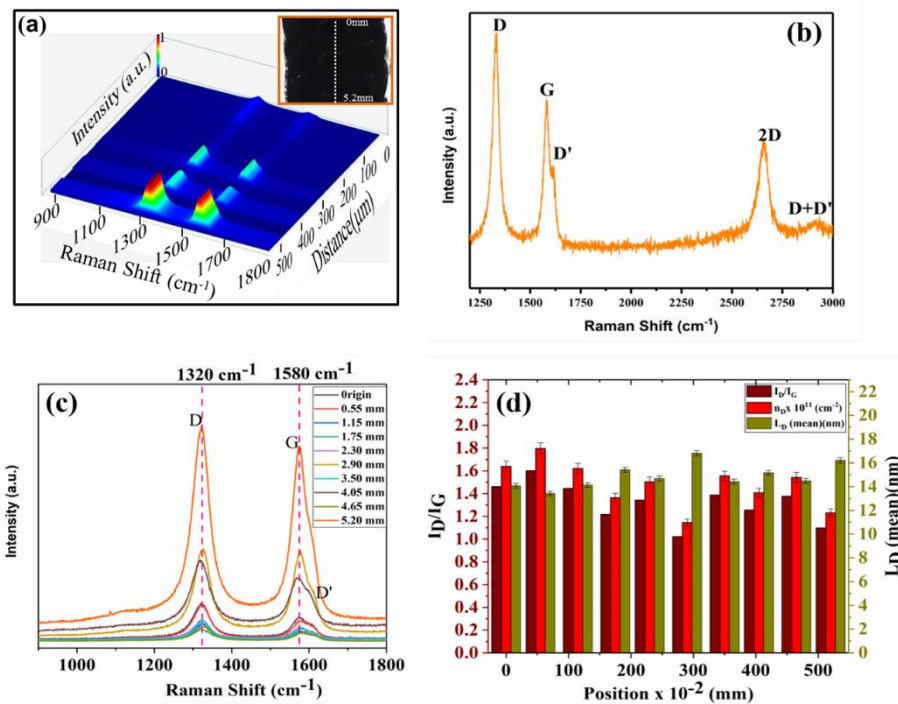 (a)
Intensity (a.u.)
1
0
0mm
5.2mm
900
1100
1300
1500
1700
1800
Raman Shift (cm-1)
500
400
300
200
100
0
Distance(µm)
(b)
Intensity (a.u.)
D
G
D'
2D
D+D'
1250
1500
1750
2000
2250
2500
2750
3000
Raman Shift (cm-1)
1320 cm-1
1580 cm-1
(c)
Intensity (a.u.)
D
G
D'
Origin
0.55 mm
1.15 mm
1.75 mm
2.30 mm
2.90 mm
3.50 mm
4.05 mm
4.65 mm
5.20 mm
1000
1200
1400
1600
1800
Raman Shift (cm-1)
(d)
ID/IG
2.4
2.2
2.0
1.8
1.6
1.4
1.2
1.0
0.8
0.6
0.4
0.2
0.0
ID/IG
nDx 10^11 (cm-2)
LD (mean)(nm)
22
20
18
16
14
12
10
8
6
4
2
0
LD (mean)(nm)
0
100
200
300
400
500
Position x 10-2 (mm)